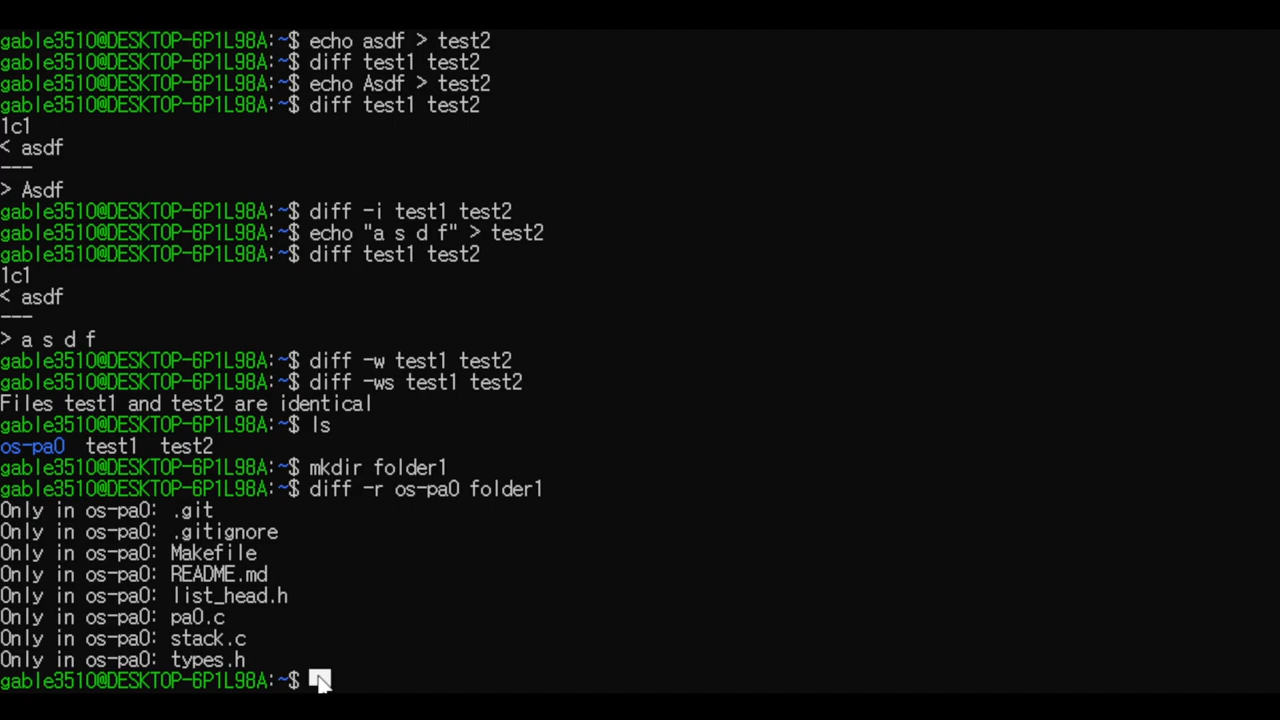 gable3510@DESKTOP-6P1L98A:~$ echo asdf > test2
gable3510@DESKTOP-6P1L98A:~$ diff test1 test2
gable3510@DESKTOP-6P1L98A:~$ echo Asdf > test2
gable3510@DESKTOP-6P1L98A:~$ diff test1 test2
1c1
< asdf
---
> Asdf
gable3510@DESKTOP-6P1L98A:~$ diff -i test1 test2
gable3510@DESKTOP-6P1L98A:~$ echo "a s d f" > test2
gable3510@DESKTOP-6P1L98A:~$ diff test1 test2
1c1
< asdf
---
> a s d f
gable3510@DESKTOP-6P1L98A:~$ diff -w test1 test2
gable3510@DESKTOP-6P1L98A:~$ diff -ws test1 test2
Files test1 and test2 are identical
gable3510@DESKTOP-6P1L98A:~$ ls
os-pa0  test1  test2
gable3510@DESKTOP-6P1L98A:~$ mkdir folder1
gable3510@DESKTOP-6P1L98A:~$ diff -r os-pa0 folder1
Only in os-pa0: .git
Only in os-pa0: .gitignore
Only in os-pa0: Makefile
Only in os-pa0: README.md
Only in os-pa0: list_head.h
Only in os-pa0: pa0.c
Only in os-pa0: stack.c
Only in os-pa0: types.h
gable3510@DESKTOP-6P1L98A:~$